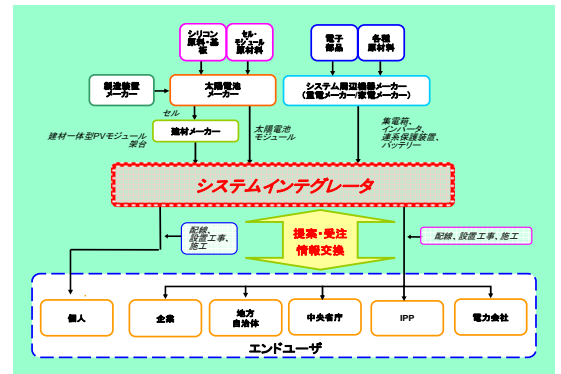 シリコン
原料・基
板
セル・
モジュール
原材料
電子
部品
各種
原材料
製造装置
メーカー
太陽電池
メーカー
システム周辺機器メーカー
（重電メーカー/家電メーカー）
セル
建材メーカー
建材一体型PVモジュール
架台
太陽電池
モジュール
集電箱、
インバータ、
連系保護装置、
バッテリー
システムインテグレータ
配線、
設置工事、
施工
提案・受注
情報交換
配線、設置工事、施工
個人
企業
地方
自治体
中央省庁
IPP
電力会社
エンドユーザ